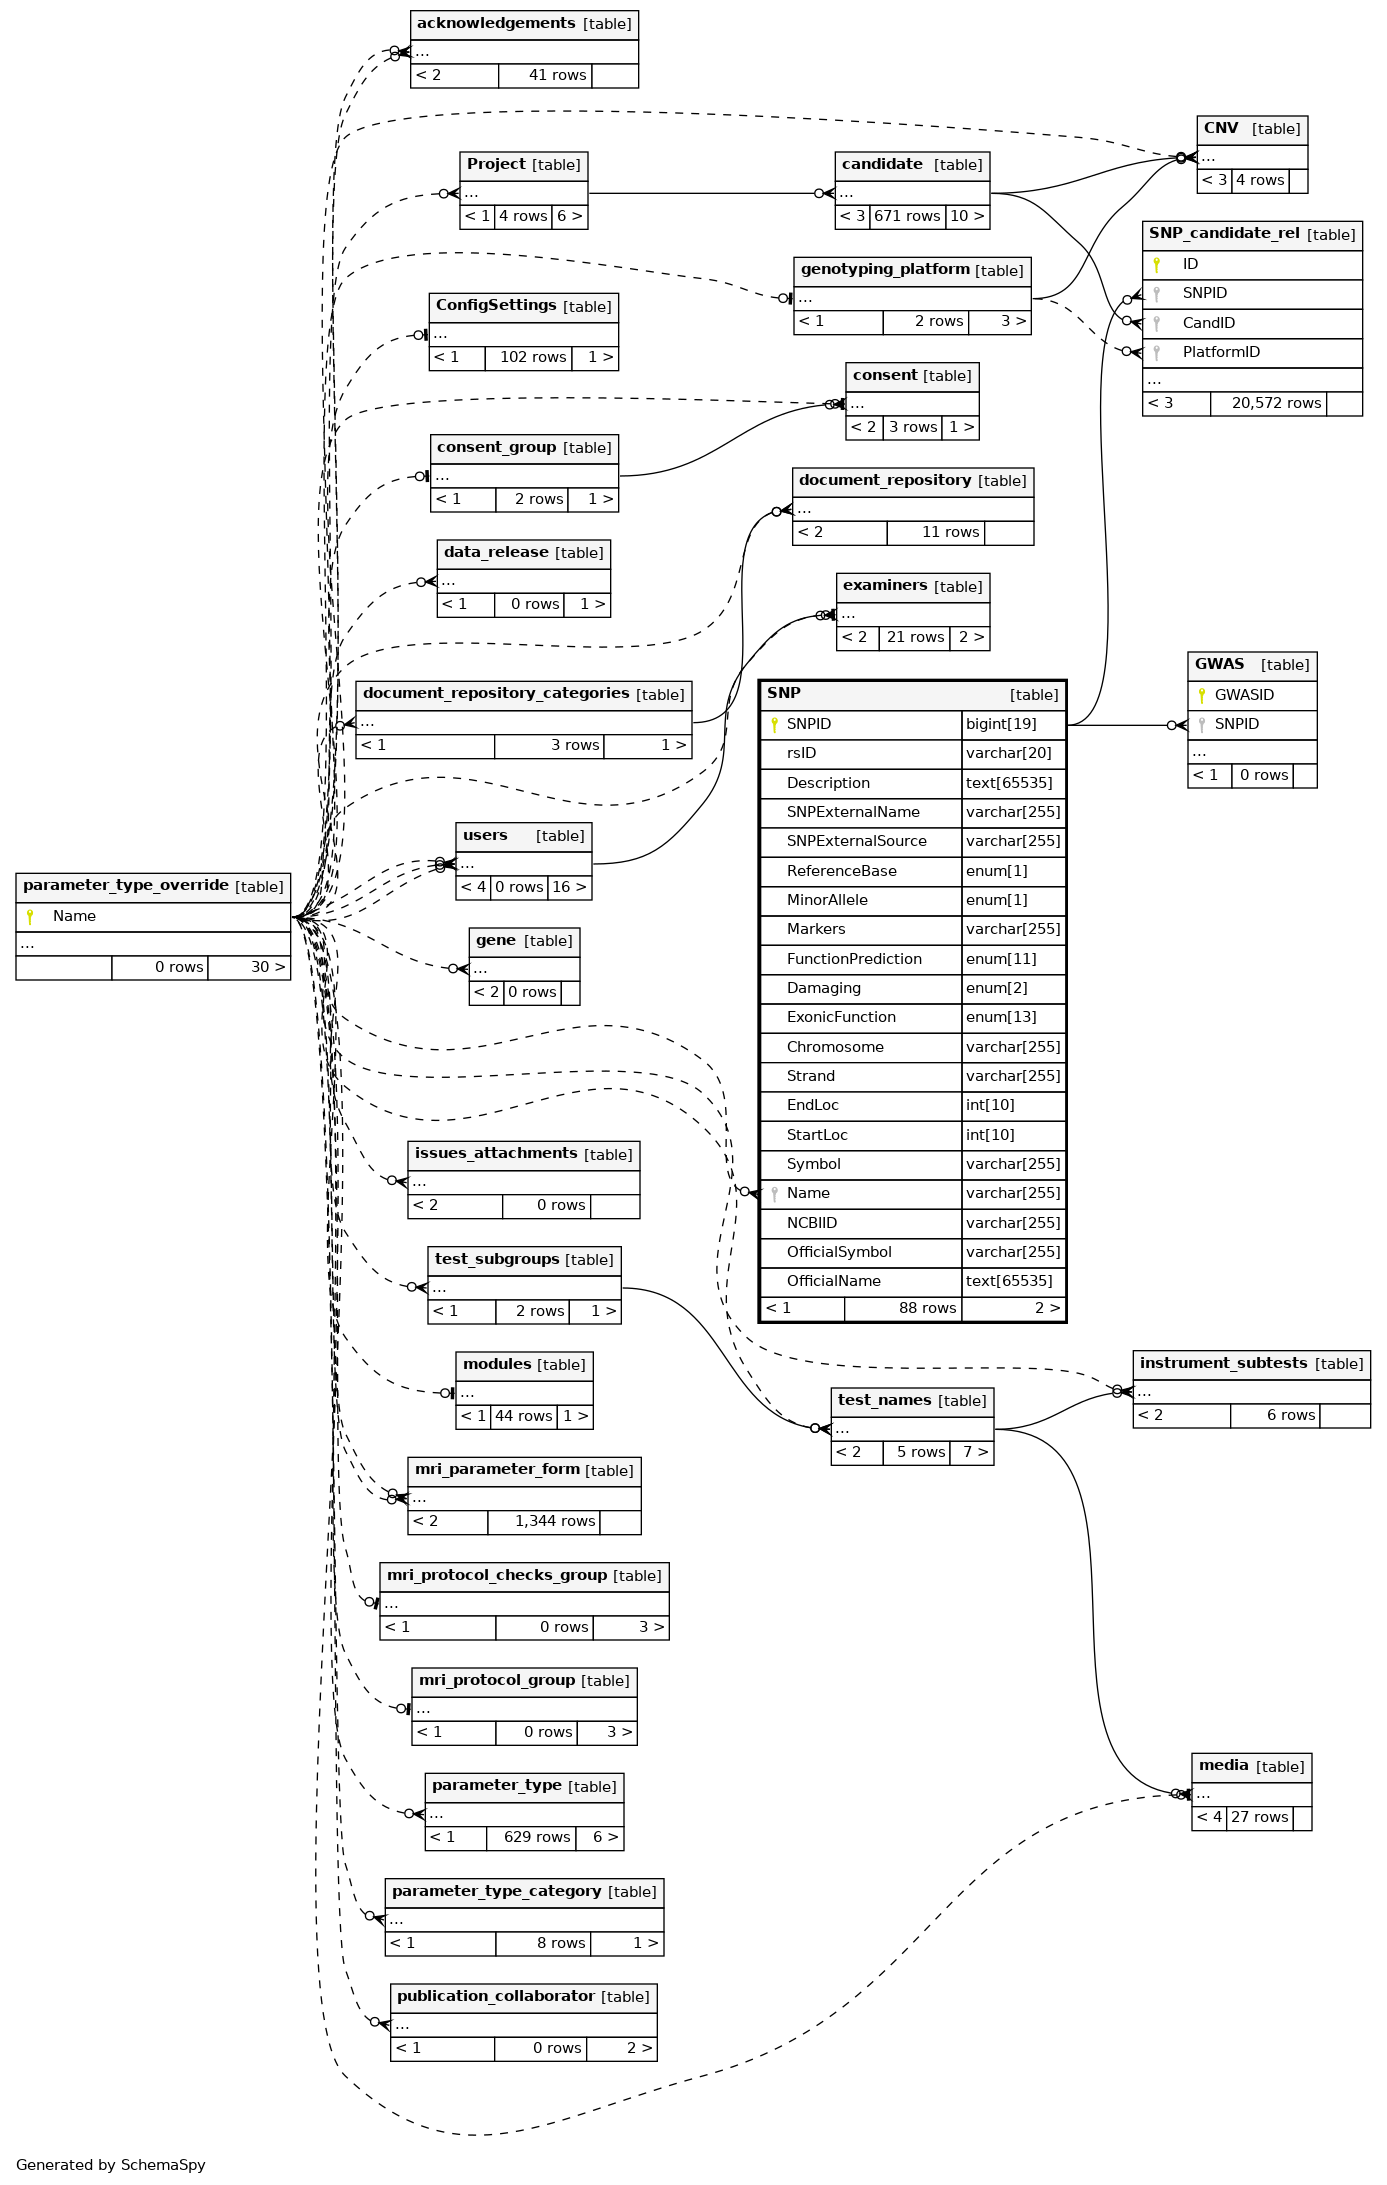 acknowledgements [table]
...
< 2 41 rows
CNV [table]
...
< 3 4 rows
Project [table]
...
< 1 4 rows 6 >
candidate [table]
...
< 3 671 rows 10 >
SNP_candidate_rel [table]
ID
SNPID
CandID
PlatformID
...
< 3 20,572 rows
genotyping_platform [table]
...
< 1 2 rows 3 >
ConfigSettings [table]
...
< 1 102 rows 1 >
consent [table]
...
< 2 3 rows 1 >
consent_group [table]
...
< 1 2 rows 1 >
document_repository [table]
...
< 2 11 rows
data_release [table]
...
< 1 0 rows 1 >
examiners [table]
...
< 2 21 rows 2 >
document_repository_categories [table]
...
< 1 3 rows 1 >
SNP [table]
SNPID bigint[19]
rsID varchar[20]
Description text[65535]
SNPExternalName varchar[255]
SNPExternalSource varchar[255]
ReferenceBase enum[1]
MinorAllele enum[1]
Markers varchar[255]
FunctionPrediction enum[11]
Damaging enum[2]
ExonicFunction enum[13]
Chromosome varchar[255]
Strand varchar[255]
EndLoc int[10]
StartLoc int[10]
Symbol varchar[255]
Name varchar[255]
NCBIID varchar[255]
OfficialSymbol varchar[255]
OfficialName text[65535]
< 1 88 rows 2 >
GWAS [table]
GWASID
SNPID
...
< 1 0 rows
users [table]
...
< 4 0 rows 16 >
parameter_type_override [table]
Name
...
0 rows 30 >
gene [table]
...
< 2 0 rows
issues_attachments [table]
...
< 2 0 rows
test_subgroups [table]
...
< 1 2 rows 1 >
modules [table]
...
< 1 44 rows 1 >
instrument_subtests [table]
...
< 2 6 rows
test_names [table]
...
< 2 5 rows 7 >
mri_parameter_form [table]
...
< 2 1,344 rows
mri_protocol_checks_group [table]
...
< 1 0 rows 3 >
mri_protocol_group [table]
...
< 1 0 rows 3 >
media [table]
...
< 4 27 rows
parameter_type [table]
...
< 1 629 rows 6 >
parameter_type_category [table]
...
< 1 8 rows 1 >
publication_collaborator [table]
...
< 1 0 rows 2 >
Generated by SchemaSpy